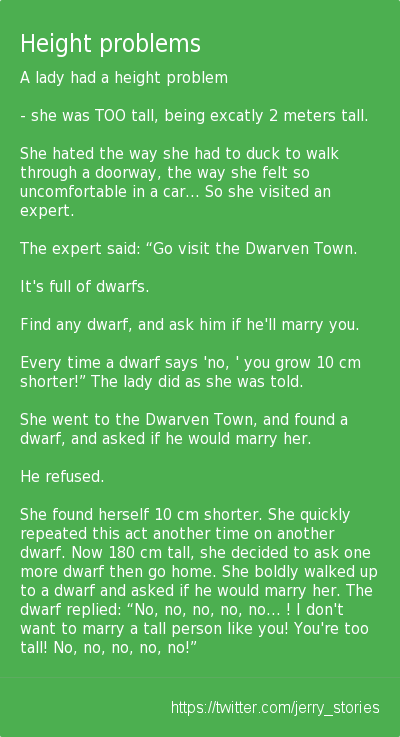 Height problems
A lady had a height problem
- she was TOO tall, being excatly 2 meters tall.
She hated the way she had to duck to walk
through a doorway, the way she felt so
uncomfortable in a car... So she visited an
expert.
The expert said: “Go visit the Dwarven Town.
It's full of dwarfs.
Find any dwarf, and ask him if he'll marry you.
Every time a dwarf says 'no, ' you grow 10 cm
shorter!” The lady did as she was told.
She went to the Dwarven Town, and found a
dwarf, and asked if he would marry her.
He refused.
She found herself 10 cm shorter. She quickly
repeated this act another time on another
dwarf. Now 180 cm tall, she decided to ask one
more dwarf then go home. She boldly walked up
to a dwarf and asked if he would marry her. The
dwarf replied: “No, no, no, no, no... ! I don't
want to marry a tall person like you! You're too
tall! No, no, no, no, no!”
https://twitter.com/jerry_stories